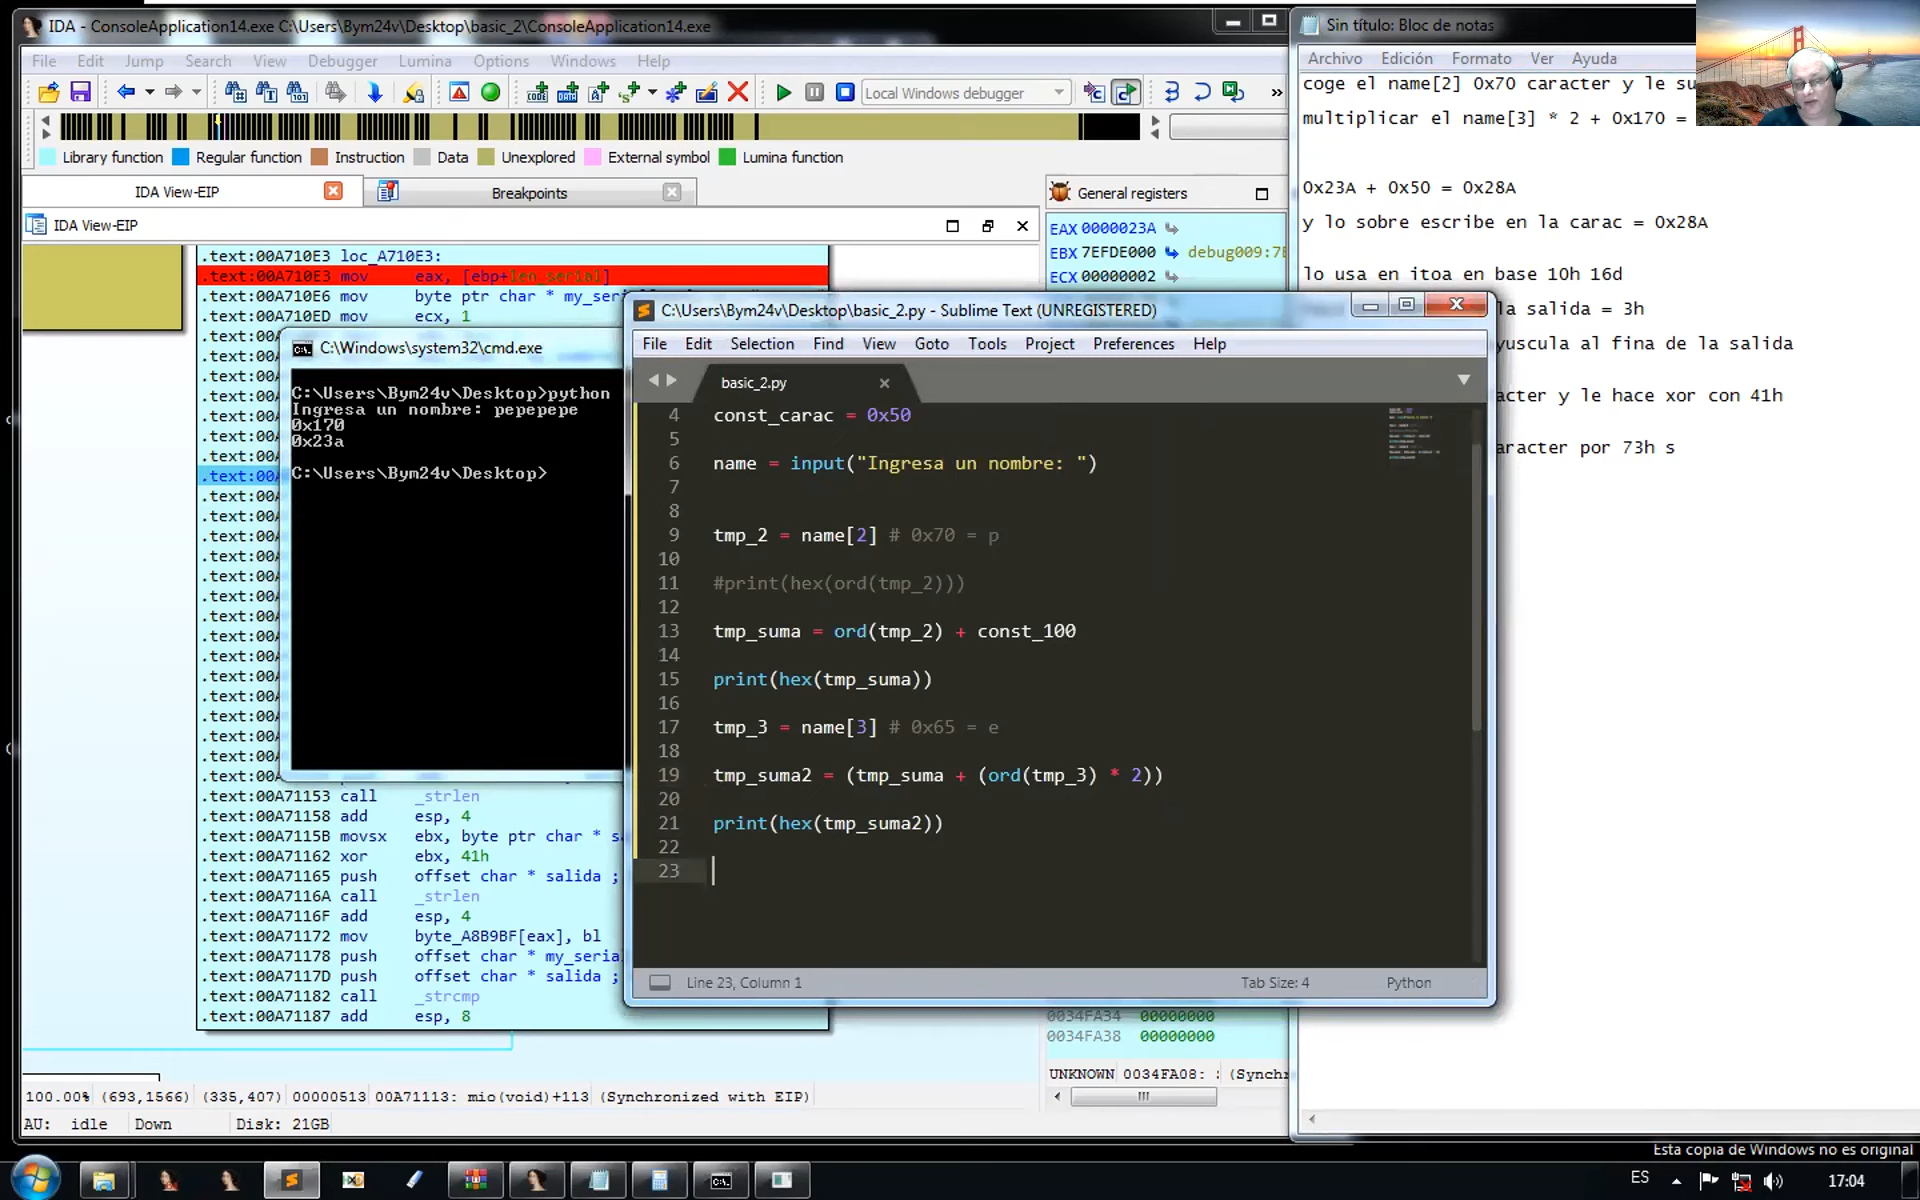 IDA - ConsoleApplication14.exe C:\Users\Bym24v\Desktop\basic_2\ConsoleApplication14.exe
File Edit Jump Search View Debugger Lumina Options Windows Help
Local Windows debugger
Library function Regular function Instruction Data Unexplored External symbol Lumina function
IDA View-EIP
Breakpoints
IDA View-EIP
General registers
EAX 0000023A
EBX 7EFDE000 debug009:7E
ECX 00000002
.text:00A710E3 loc_A710E3:
.text:00A710E3 mov eax, [ebp+len_serial]
.text:00A710E6 mov byte ptr char * my_seri
.text:00A710ED mov ecx, 1
.text:00A71153 call _strlen
.text:00A71158 add esp, 4
.text:00A7115B movsx ebx, byte ptr char * s
.text:00A71162 xor ebx, 41h
.text:00A71165 push offset char * salida ;
.text:00A7116A call _strlen
.text:00A7116F add esp, 4
.text:00A71172 mov byte_A8B9BF[eax], bl
.text:00A71178 push offset char * my_seria
.text:00A7117D push offset char * salida ;
.text:00A71182 call _strcmp
.text:00A71187 add esp, 8
100.00% (693,1566) (335,407) 00000513 00A71113: mio(void)+113 (Synchronized with EIP)
AU: idle Down Disk: 21GB
0034FA34 00000000
0034FA38 00000000
UNKNOWN 0034FA08: (Synchr
C:\Windows\system32\cmd.exe
C:\Users\Bym24v\Desktop>python
Ingresa un nombre: pepepepe
0x170
0x23a
C:\Users\Bym24v\Desktop>
C:\Users\Bym24v\Desktop\basic_2.py - Sublime Text (UNREGISTERED)
File Edit Selection Find View Goto Tools Project Preferences Help
basic_2.py
4 const_carac = 0x50
5
6 name = input("Ingresa un nombre: ")
7
8
9 tmp_2 = name[2] # 0x70 = p
10
11 #print(hex(ord(tmp_2)))
12
13 tmp_suma = ord(tmp_2) + const_100
14
15 print(hex(tmp_suma))
16
17 tmp_3 = name[3] # 0x65 = e
18
19 tmp_suma2 = (tmp_suma + (ord(tmp_3) * 2))
20
21 print(hex(tmp_suma2))
22
23
Line 23, Column 1 Tab Size: 4 Python
Sin título: Bloc de notas
Archivo Edición Formato Ver Ayuda
coge el name[2] 0x70 caracter y le su
multiplicar el name[3] * 2 + 0x170 =
0x23A + 0x50 = 0x28A
y lo sobre escribe en la carac = 0x28A
lo usa en itoa en base 10h 16d
la salida = 3h
yuscula al fina de la salida
acter y le hace xor con 41h
aracter por 73h s
Esta copia de Windows no es original
ES 17:04